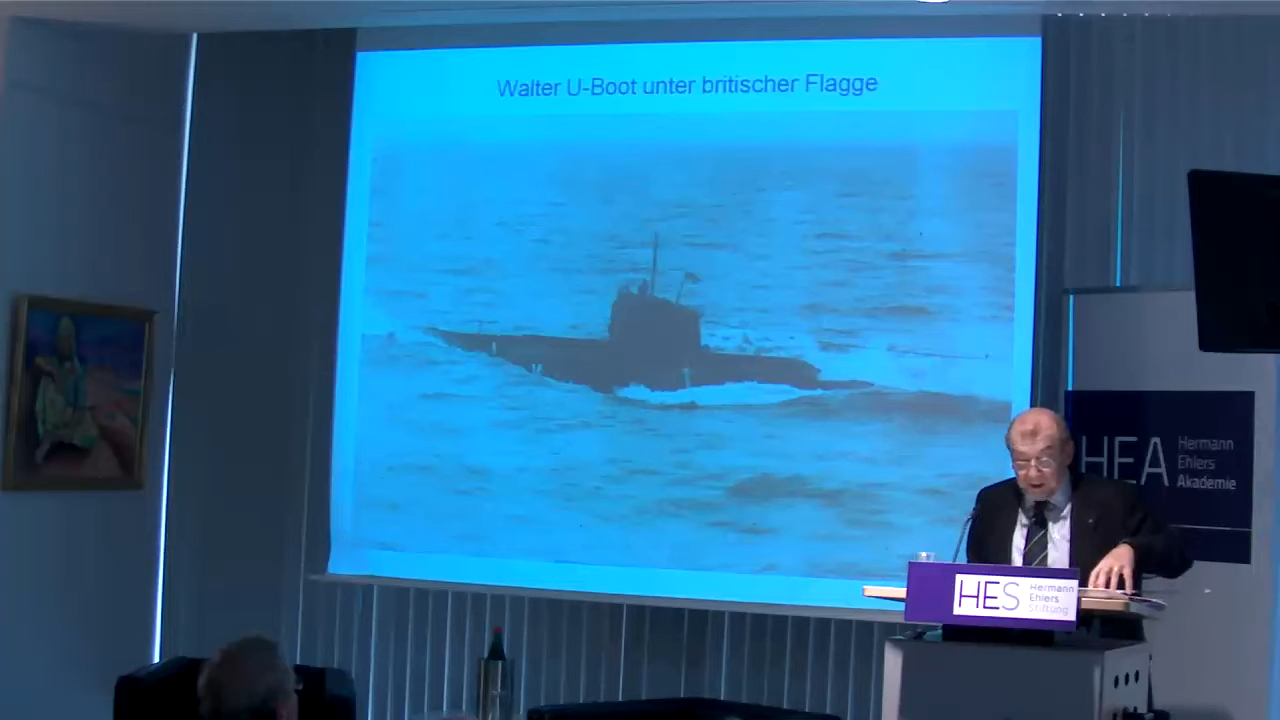 Walter U-Boot unter britischer Flagge
HEA
Hermann
Ehlers
Akademie
HES
Hermann
Ehlers
Stiftung